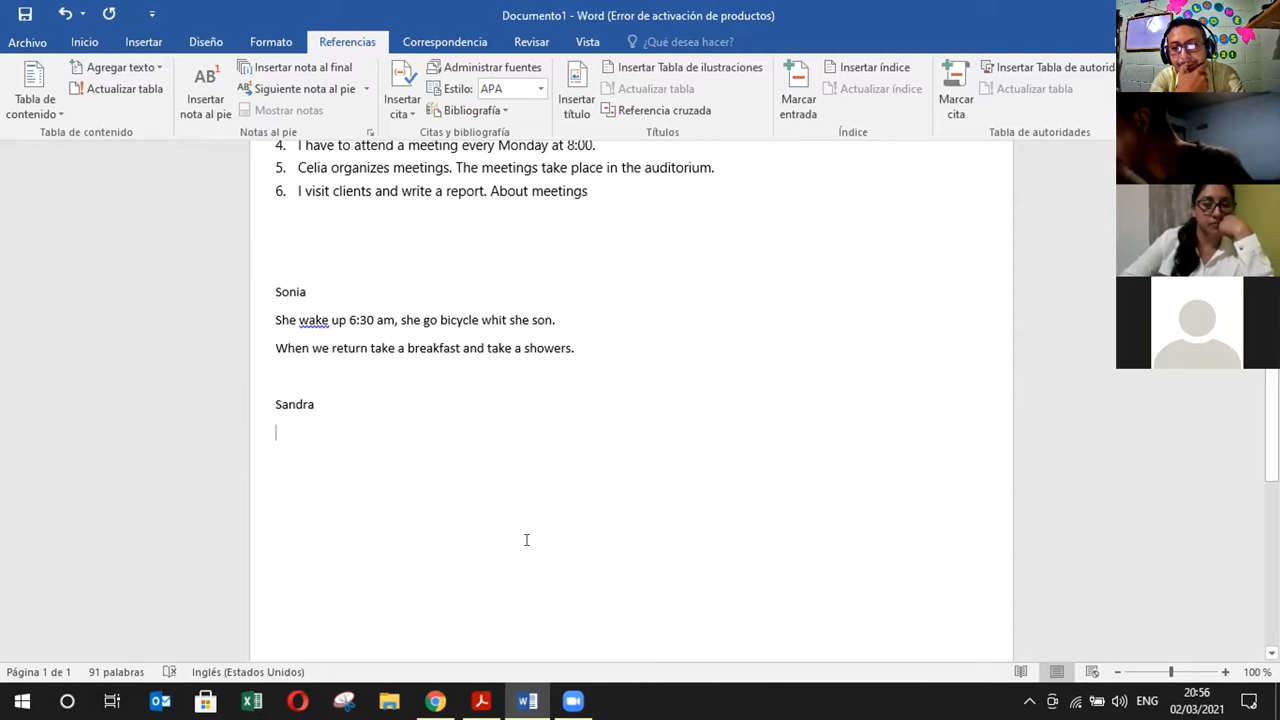 Documento1 - Word (Error de activación de productos)
Archivo Inicio Insertar Diseño Formato Referencias Correspondencia Revisar Vista ¿Qué desea hacer?
Tabla de contenido
Agregar texto
Actualizar tabla
Tabla de contenido
AB1
Insertar nota al pie
Insertar nota al final
Siguiente nota al pie
Mostrar notas
Notas al pie
Insertar cita
Administrar fuentes
Estilo: APA
Bibliografía
Citas y bibliografía
Insertar título
Insertar Tabla de ilustraciones
Actualizar tabla
Referencia cruzada
Títulos
Marcar entrada
Insertar índice
Actualizar índice
Índice
Marcar cita
Insertar Tabla de autorida
Actualizar tabla
Tabla de autoridades
4. I have to attend a meeting every Monday at 8:00.
5. Celia organizes meetings. The meetings take place in the auditorium.
6. I visit clients and write a report. About meetings
Sonia
She wake up 6:30 am, she go bicycle whit she son.
When we return take a breakfast and take a showers.
Sandra
Página 1 de 1 91 palabras Inglés (Estados Unidos) 100 %
ENG 20:56
02/03/2021